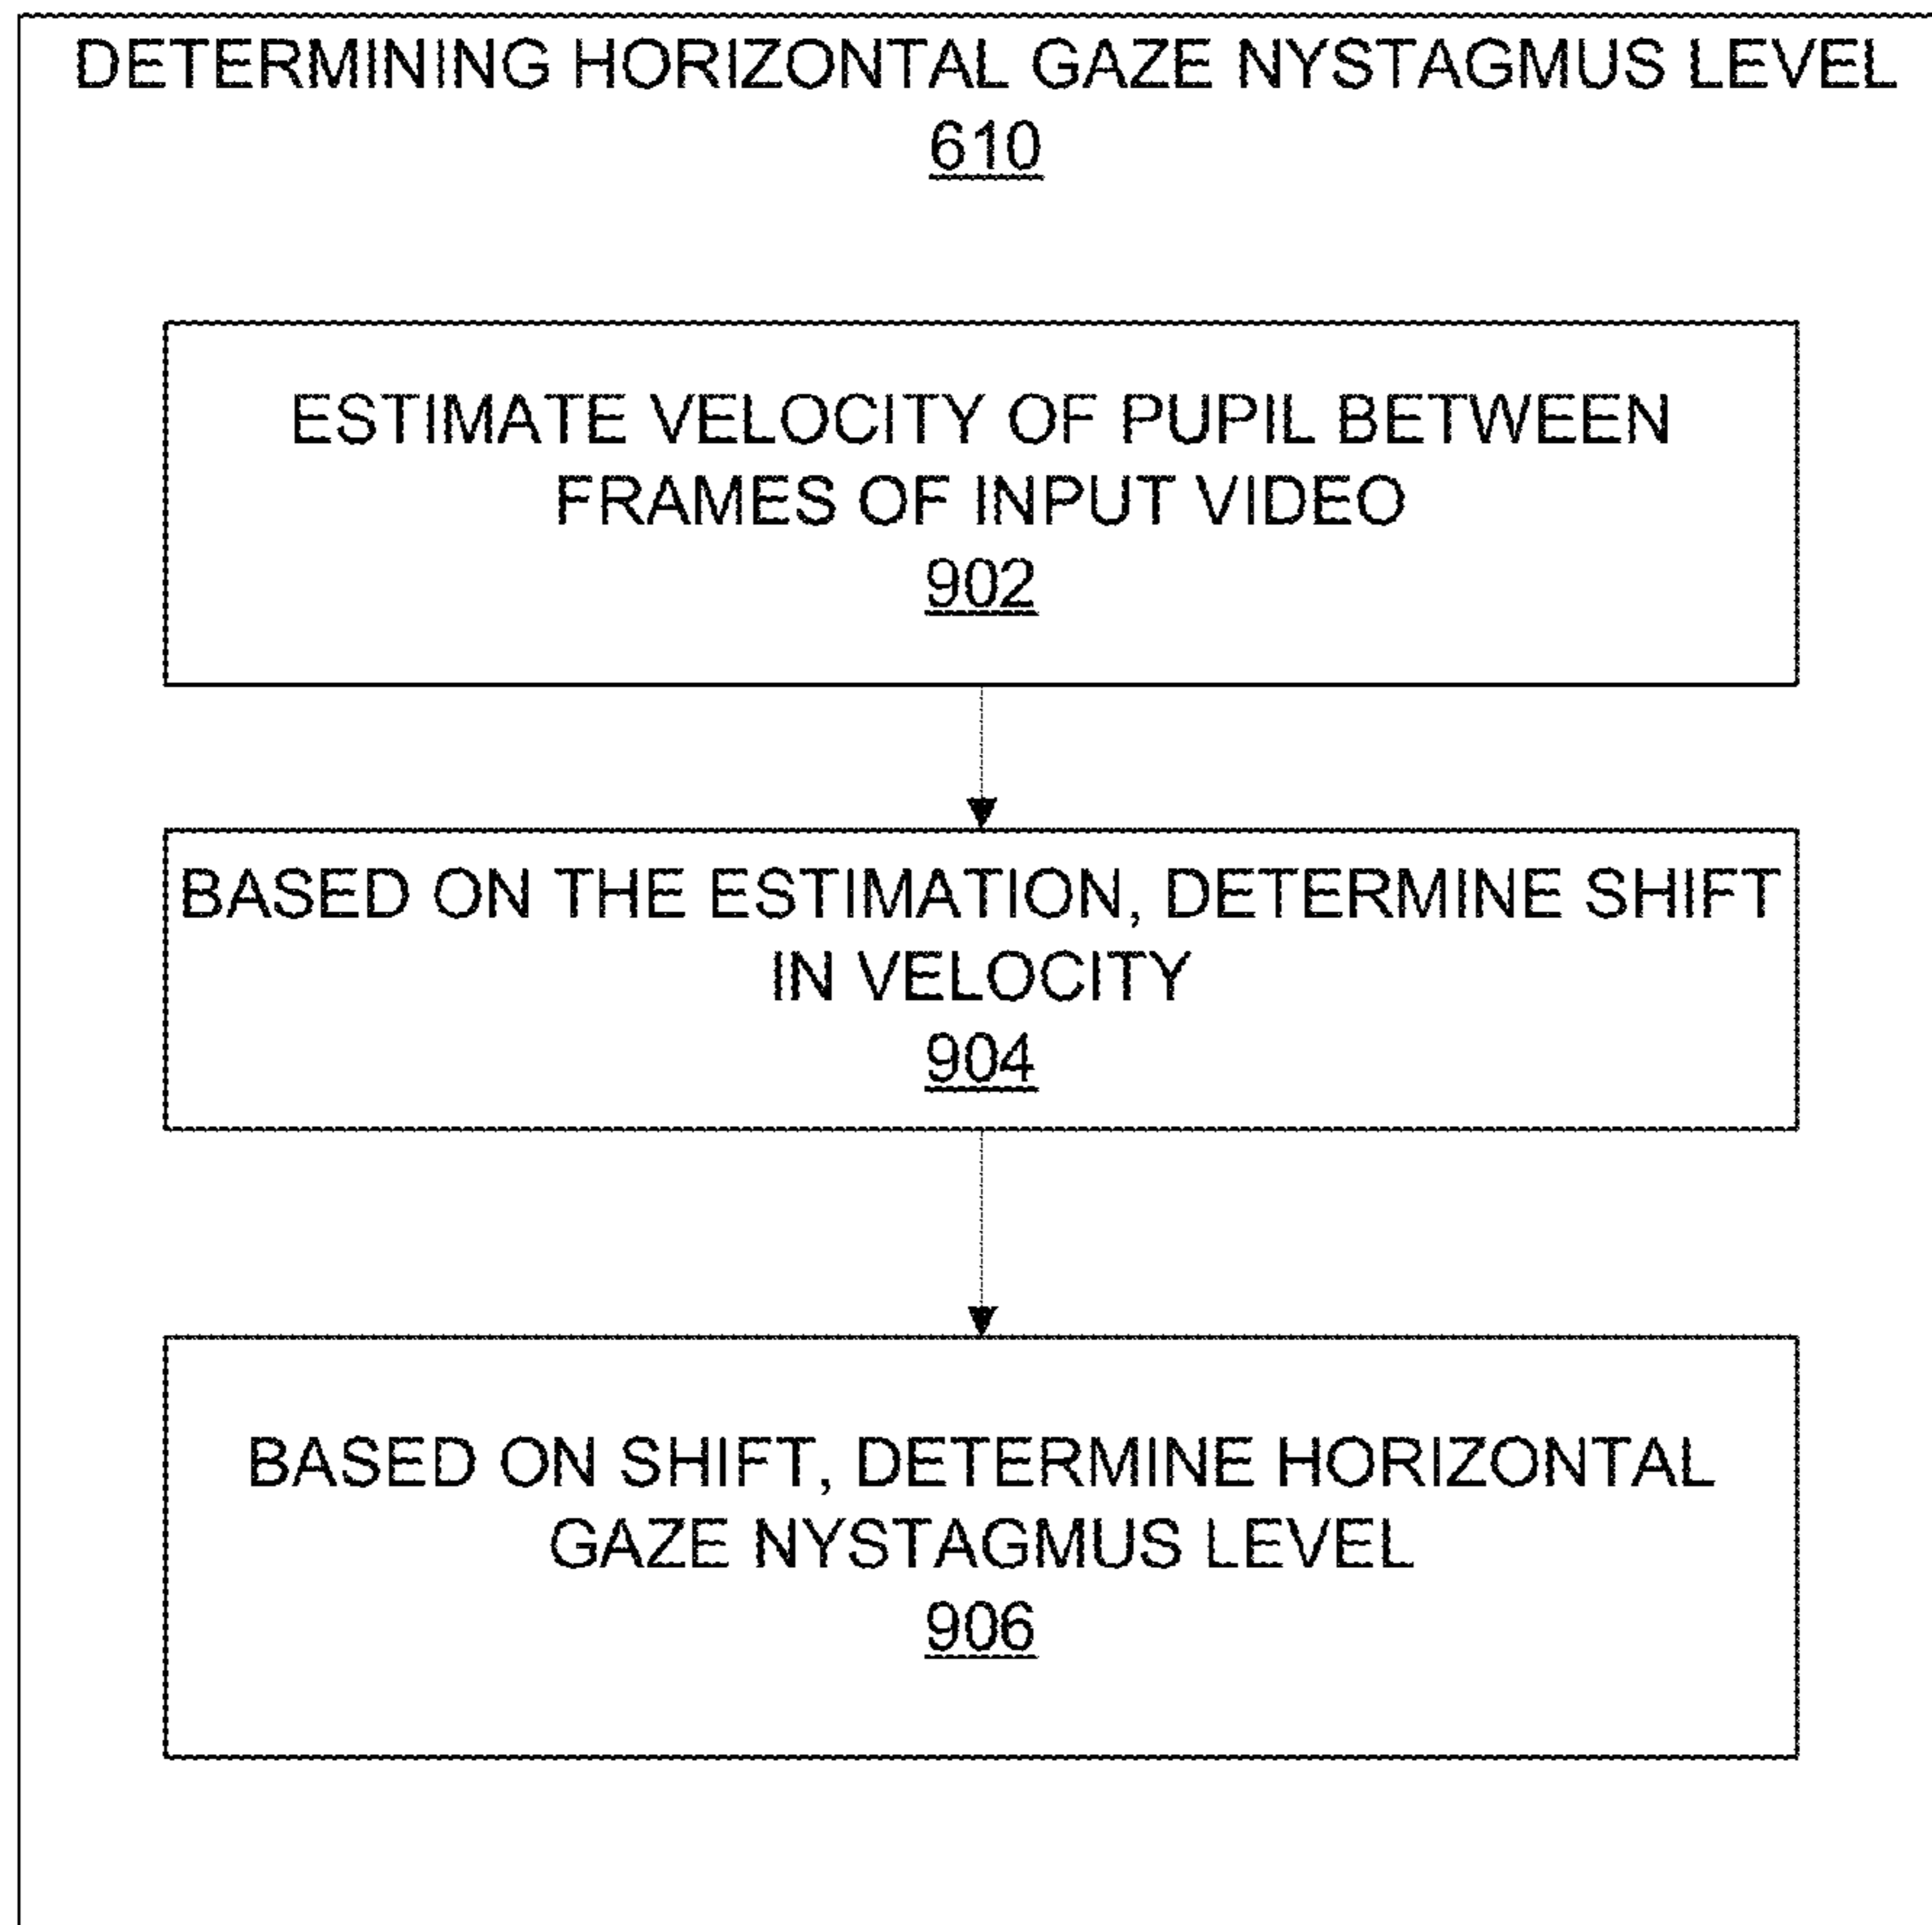 DETERMINING HORIZONTAL GAZE NYSTAGMUS LEVEL
610
ESTIMATE VELOCITY OF PUPIL BETWEEN
FRAMES OF INPUT VIDEO
902
BASED ON THE ESTIMATION, DETERMINE SHIFT
IN VELOCITY
904
BASED ON SHIFT, DETERMINE HORIZONTAL
GAZE NYSTAGMUS LEVEL
906